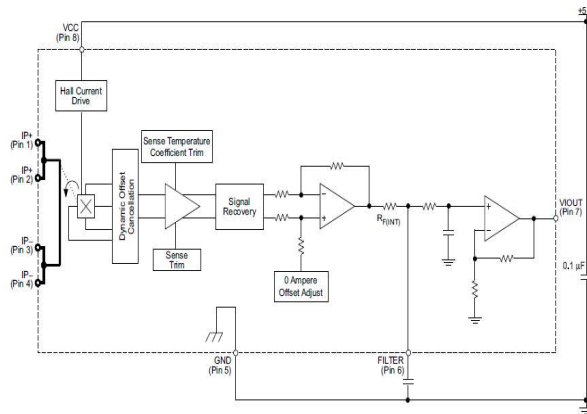 +5
VCC
(Pin 8)
Hall Current
Drive
IP+
(Pin 1)
IP+
(Pin 2)
IP–
(Pin 3)
IP–
(Pin 4)
Dynamic Offset
Cancellation
Sense Temperature
Coefficient Trim
Sense
Trim
Signal
Recovery
0 Ampere
Offset Adjust
–
+
RF(INT)
+
–
VIOUT
(Pin 7)
0.1 µF
GND
(Pin 5)
FILTER
(Pin 6)